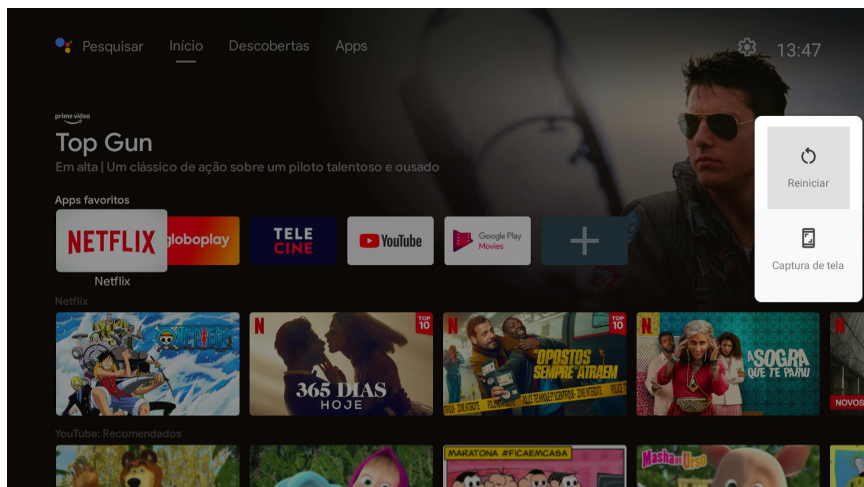 Pesquisar Início Descobertas Apps 13:47
prime video
Top Gun
Em alta | Um clássico de ação sobre um piloto talentoso e ousado
Reiniciar
Captura de tela
Apps favoritos
NETFLIX globoplay TELE CINE YouTube Google Play Movies
Netflix
Netflix
ONE PIECE
N TOP 10 365 DIAS HOJE
N TOP 10 "OPOSTOS SEMPRE ATRAEM
N A SOGRA QUE TE PARIU
NOVOS
YouTube: Recomendados
MARATONA #FICAEMCASA
Masha e o Urso